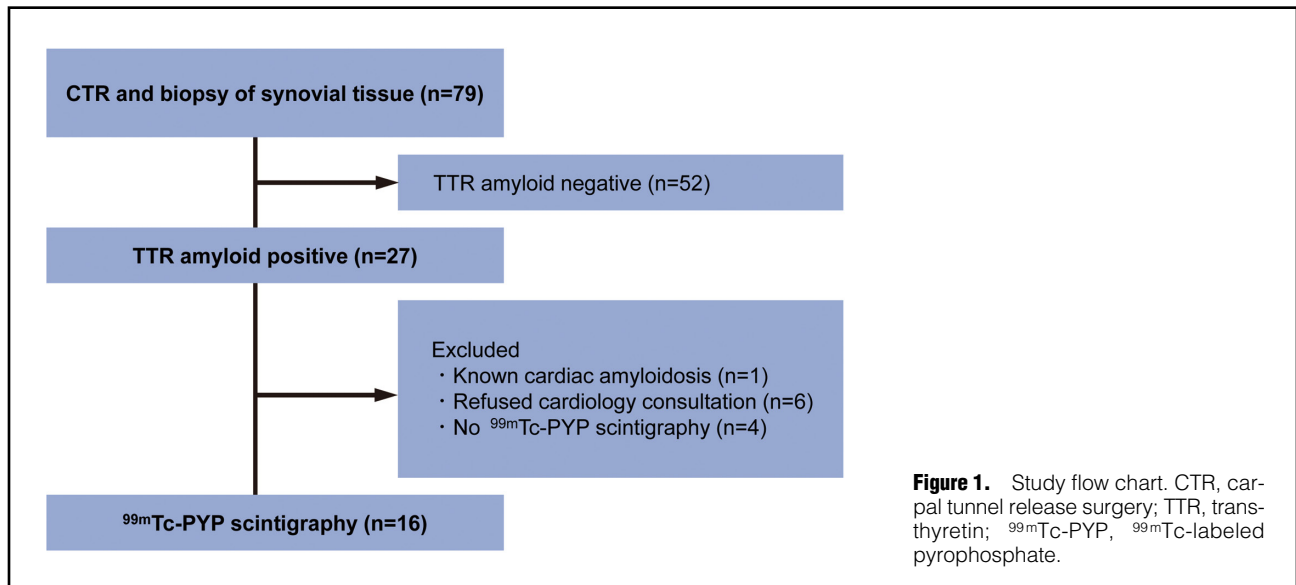 CTR and biopsy of synovial tissue (n=79)
TTR amyloid negative (n=52)
TTR amyloid positive (n=27)
Excluded
・Known cardiac amyloidosis (n=1)
・Refused cardiology consultation (n=6)
・No ⁹⁹ᵐTc-PYP scintigraphy (n=4)
⁹⁹ᵐTc-PYP scintigraphy (n=16)
Figure 1. Study flow chart. CTR, car-
pal tunnel release surgery; TTR, trans-
thyretin; ⁹⁹ᵐTc-PYP, ⁹⁹ᵐTc-labeled
pyrophosphate.